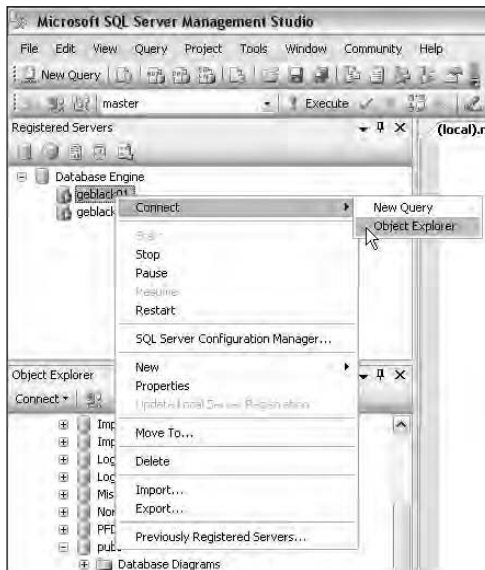 Microsoft SQL Server Management Studio
File Edit View Query Project Tools Window Community Help
New Query
master
Execute
Registered Servers
(local).
Database Engine
geblack01
geblack
Connect
New Query
Object Explorer
Start
Stop
Pause
Resume
Restart
SQL Server Configuration Manager...
New
Properties
Update Local Server Registration
Move To...
Delete
Import...
Export...
Previously Registered Servers...
Object Explorer
Connect
Imp
Imp
Log
Log
Mis
Nor
PFD
pub
Database Diagrams